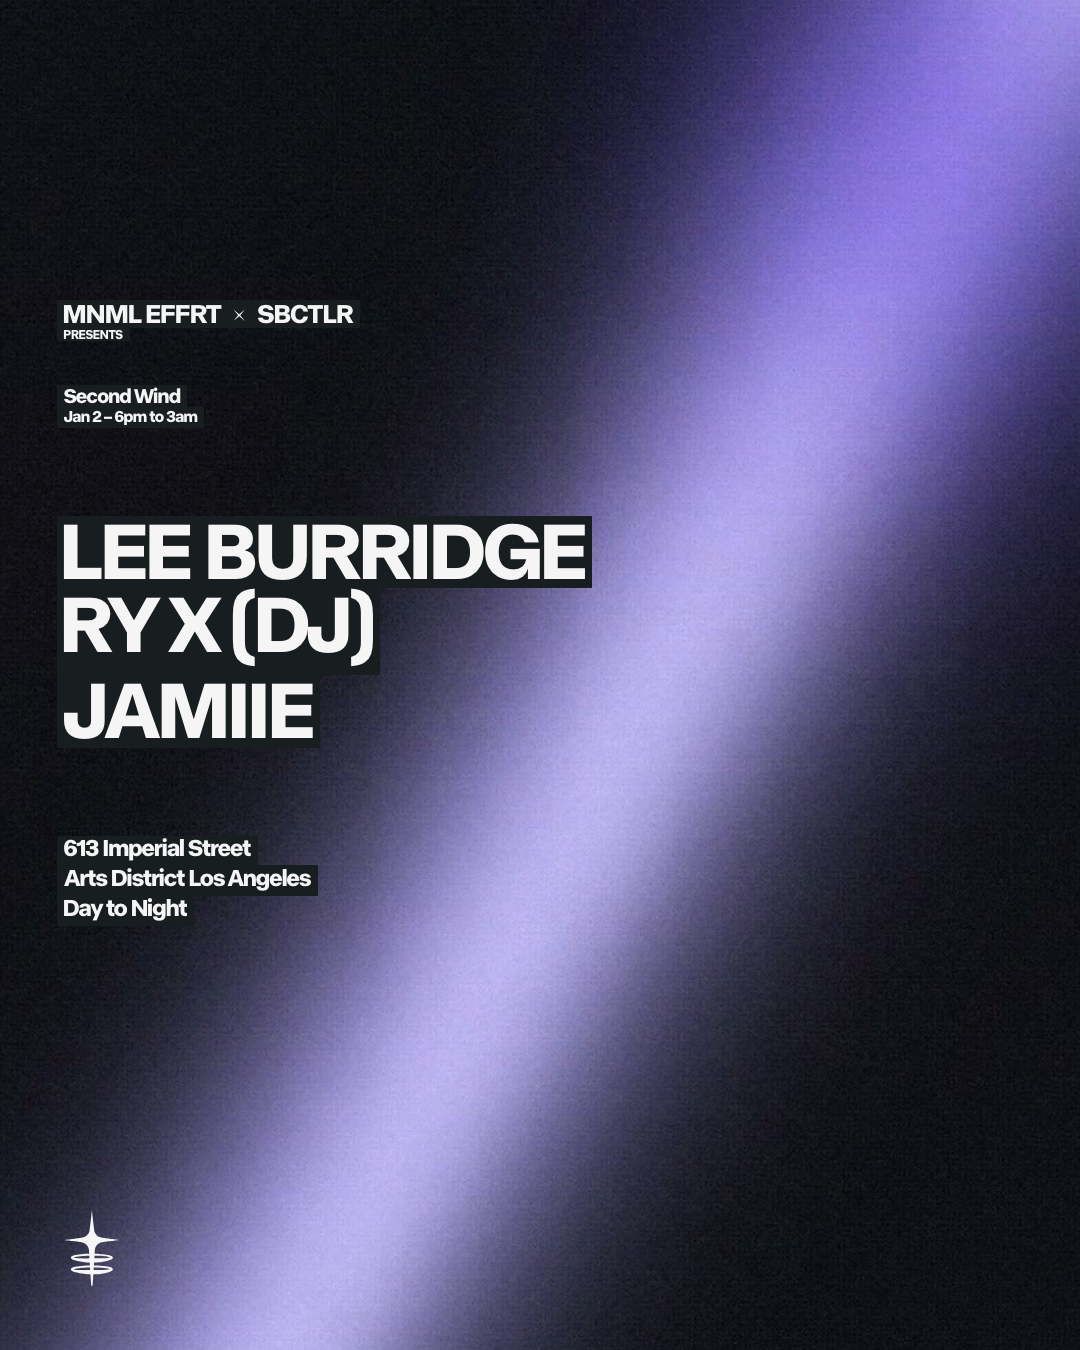 MNML EFFRT × SBCTLR
PRESENTS
Second Wind
Jan 2 – 6pm to 3am
LEE BURRIDGE
RY X (DJ)
JAMIIE
613 Imperial Street
Arts District Los Angeles
Day to Night